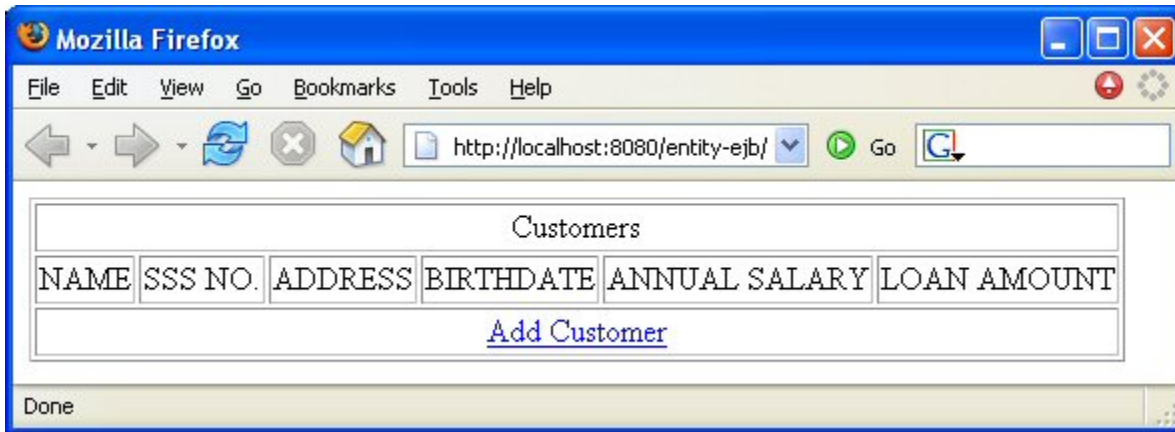 Mozilla Firefox
File Edit View Go Bookmarks Tools Help
http://localhost:8080/entity-ejb/ Go G
Customers
NAME SSS NO. ADDRESS BIRTHDATE ANNUAL SALARY LOAN AMOUNT
Add Customer
Done